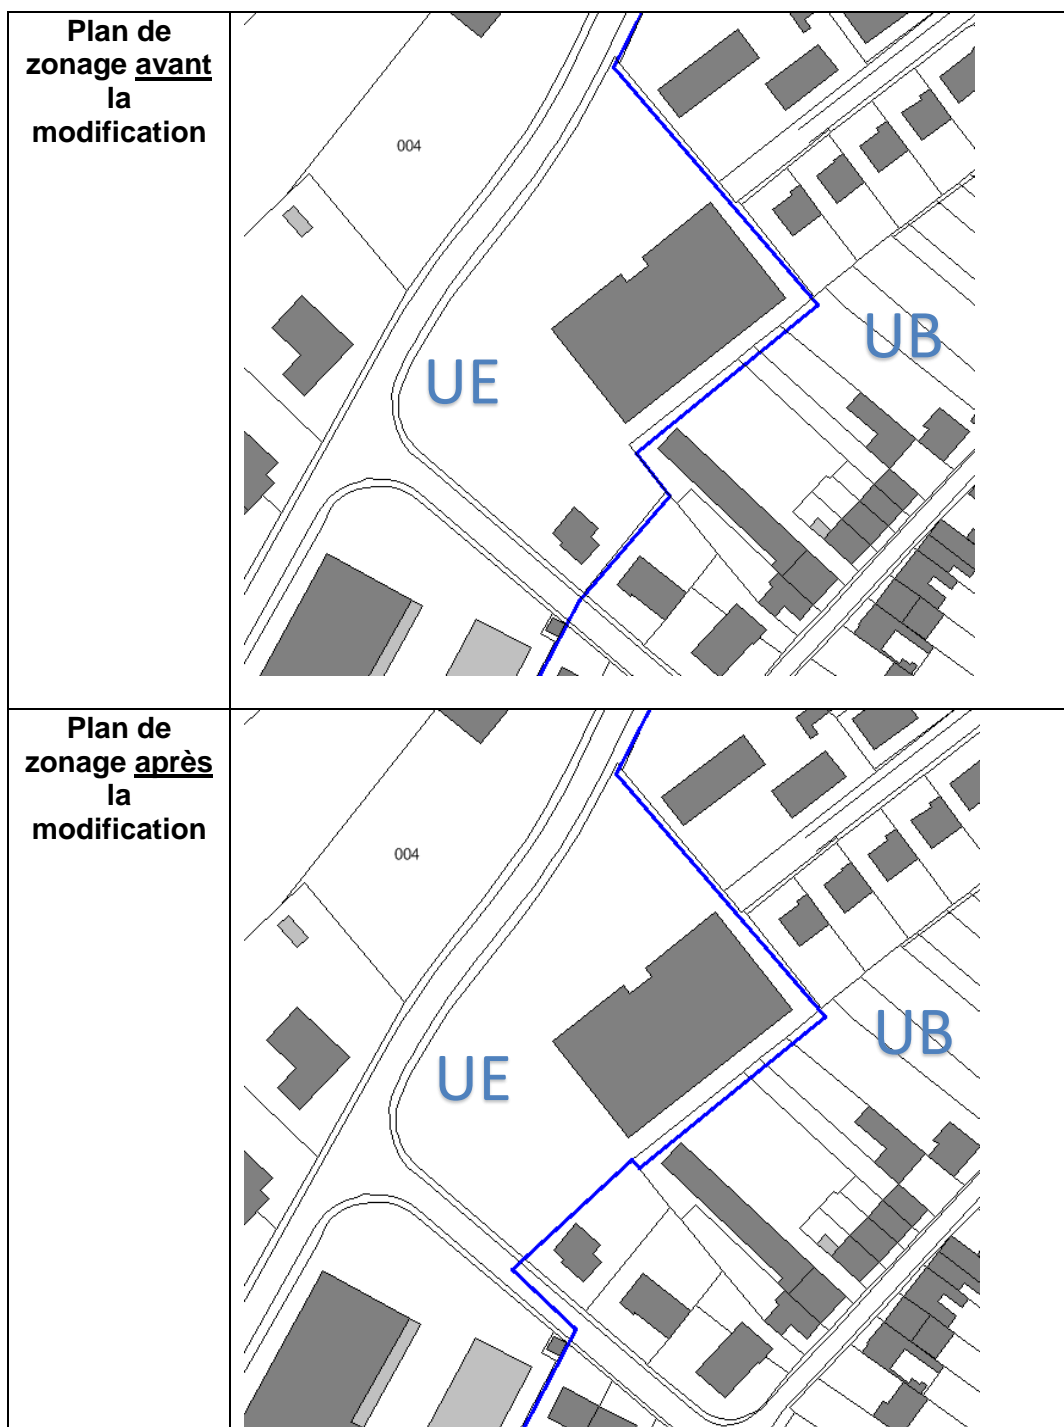 Plan de
zonage avant
la
modification
004
UE
UB
Plan de
zonage après
la
modification
004
UE
UB